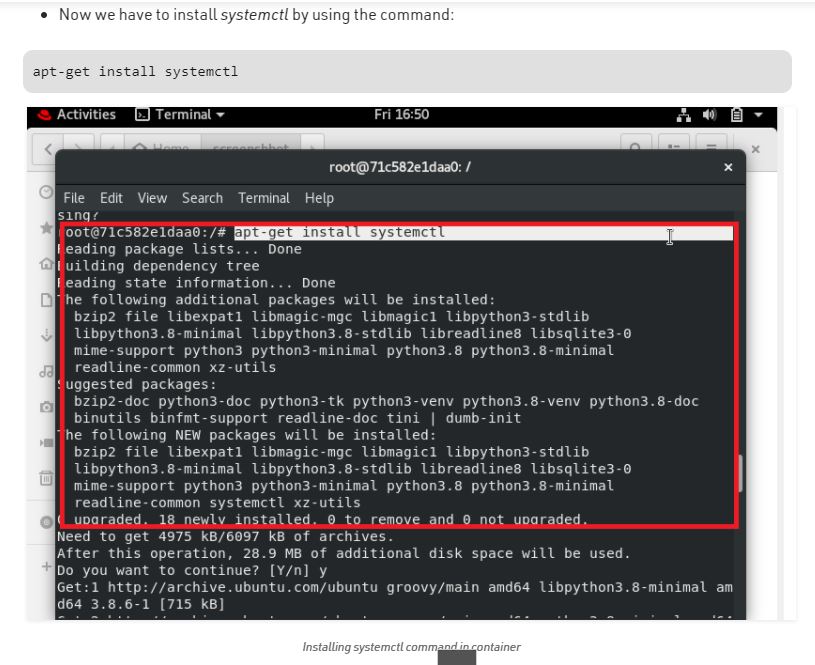 Now we have to install systemctl by using the command:
apt-get install systemctl
Activities Terminal Fri 16:50
Home screenshhot
root@71c582e1daa0: /
File Edit View Search Terminal Help
sing?
root@71c582e1daa0:/# apt-get install systemctl
Reading package lists... Done
Building dependency tree
Reading state information... Done
The following additional packages will be installed:
bzip2 file libexpat1 libmagic-mgc libmagic1 libpython3-stdlib
libpython3.8-minimal libpython3.8-stdlib libreadline8 libsqlite3-0
mime-support python3 python3-minimal python3.8 python3.8-minimal
readline-common xz-utils
Suggested packages:
bzip2-doc python3-doc python3-tk python3-venv python3.8-venv python3.8-doc
binutils binfmt-support readline-doc tini | dumb-init
The following NEW packages will be installed:
bzip2 file libexpat1 libmagic-mgc libmagic1 libpython3-stdlib
libpython3.8-minimal libpython3.8-stdlib libreadline8 libsqlite3-0
mime-support python3 python3-minimal python3.8 python3.8-minimal
readline-common systemctl xz-utils
0 upgraded, 18 newly installed, 0 to remove and 0 not upgraded.
Need to get 4975 kB/6097 kB of archives.
After this operation, 28.9 MB of additional disk space will be used.
Do you want to continue? [Y/n] y
Get:1 http://archive.ubuntu.com/ubuntu groovy/main amd64 libpython3.8-minimal am
d64 3.8.6-1 [715 kB]
Installing systemctl command in container